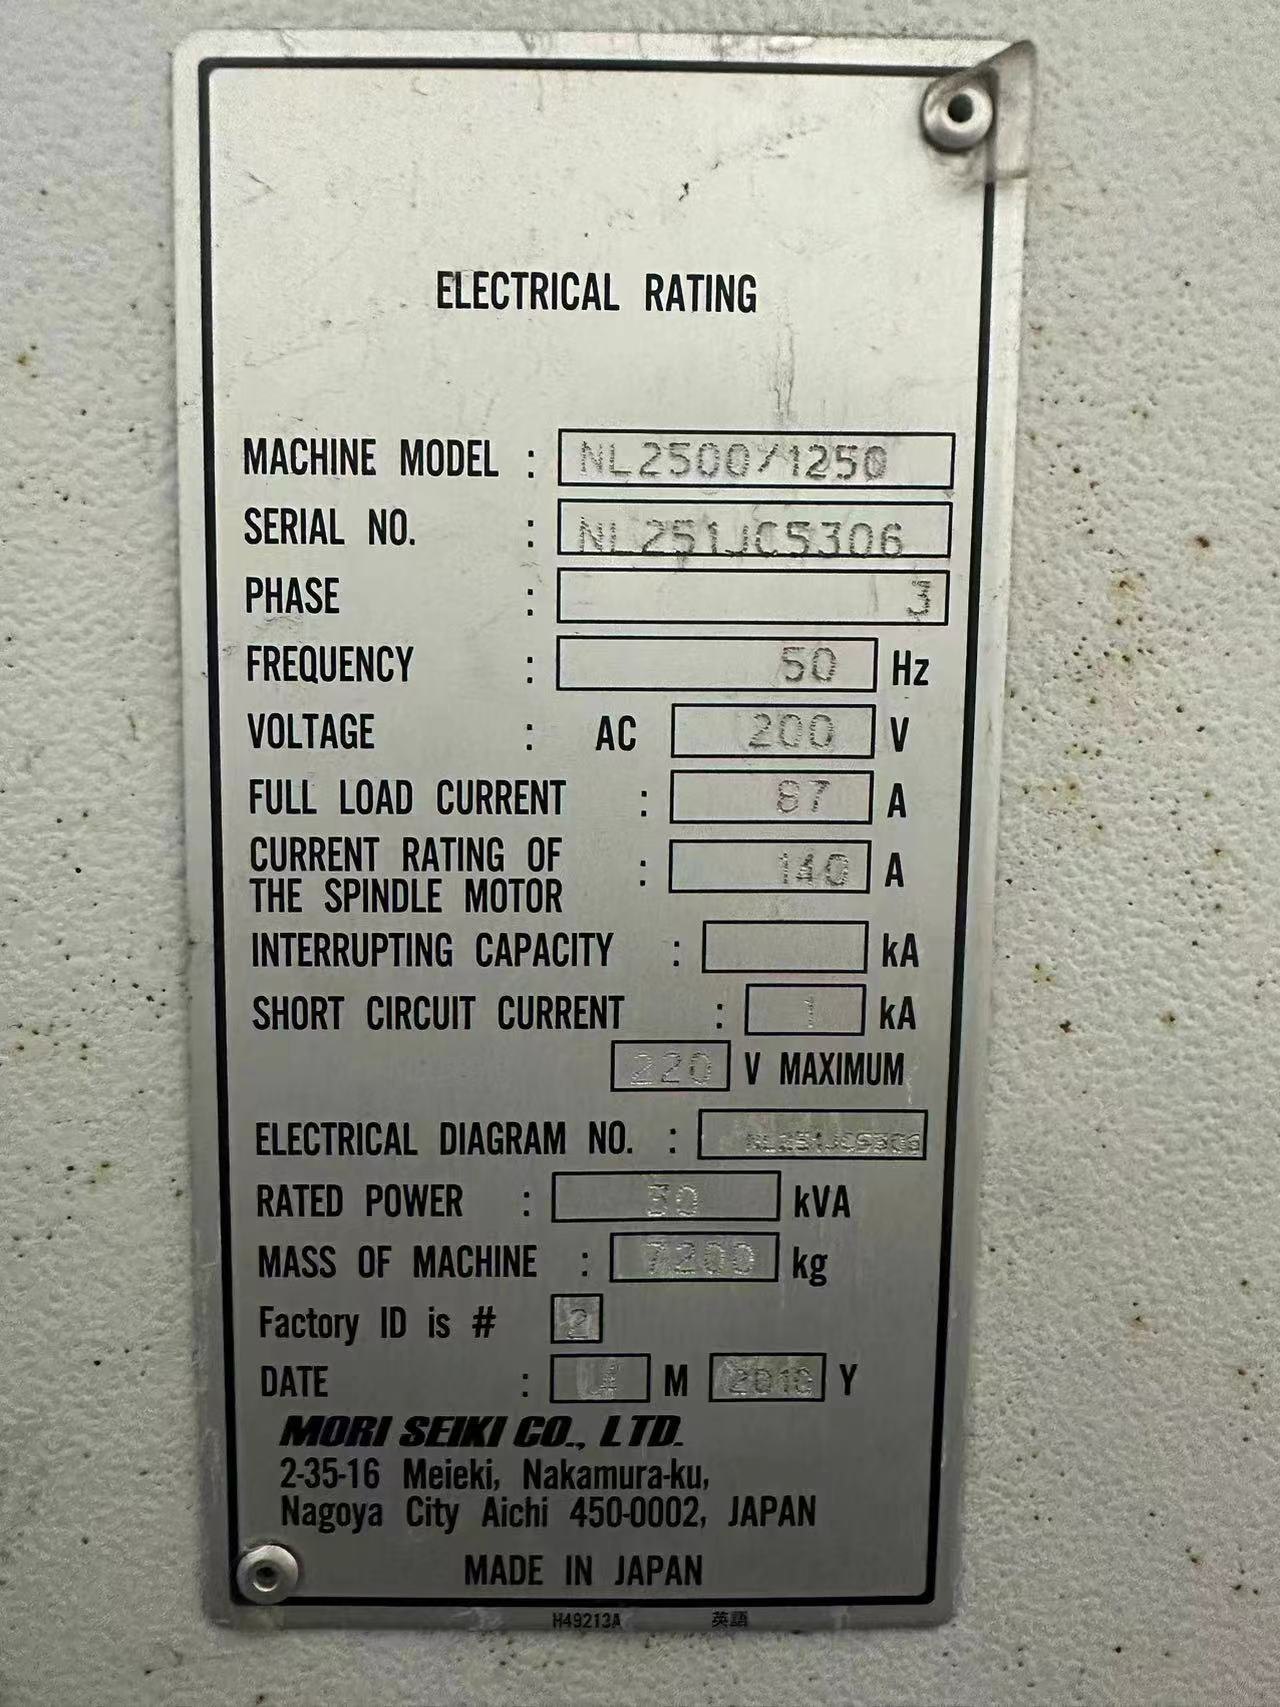 ELECTRICAL RATING
MACHINE MODEL : NL2500/1250
SERIAL NO. : NL251JC5306
PHASE : 3
FREQUENCY : 50 Hz
VOLTAGE : AC 200 V
FULL LOAD CURRENT : 87 A
CURRENT RATING OF
THE SPINDLE MOTOR : 140 A
INTERRUPTING CAPACITY : kA
SHORT CIRCUIT CURRENT : kA
220 V MAXIMUM
ELECTRICAL DIAGRAM NO. : NL251JC5306
RATED POWER : kVA
MASS OF MACHINE : 7200 kg
Factory ID is # 2
DATE : M 2010 Y
MORI SEIKI CO., LTD.
2-35-16 Meieki, Nakamura-ku,
Nagoya City Aichi 450-0002, JAPAN
MADE IN JAPAN
H49213A 英語